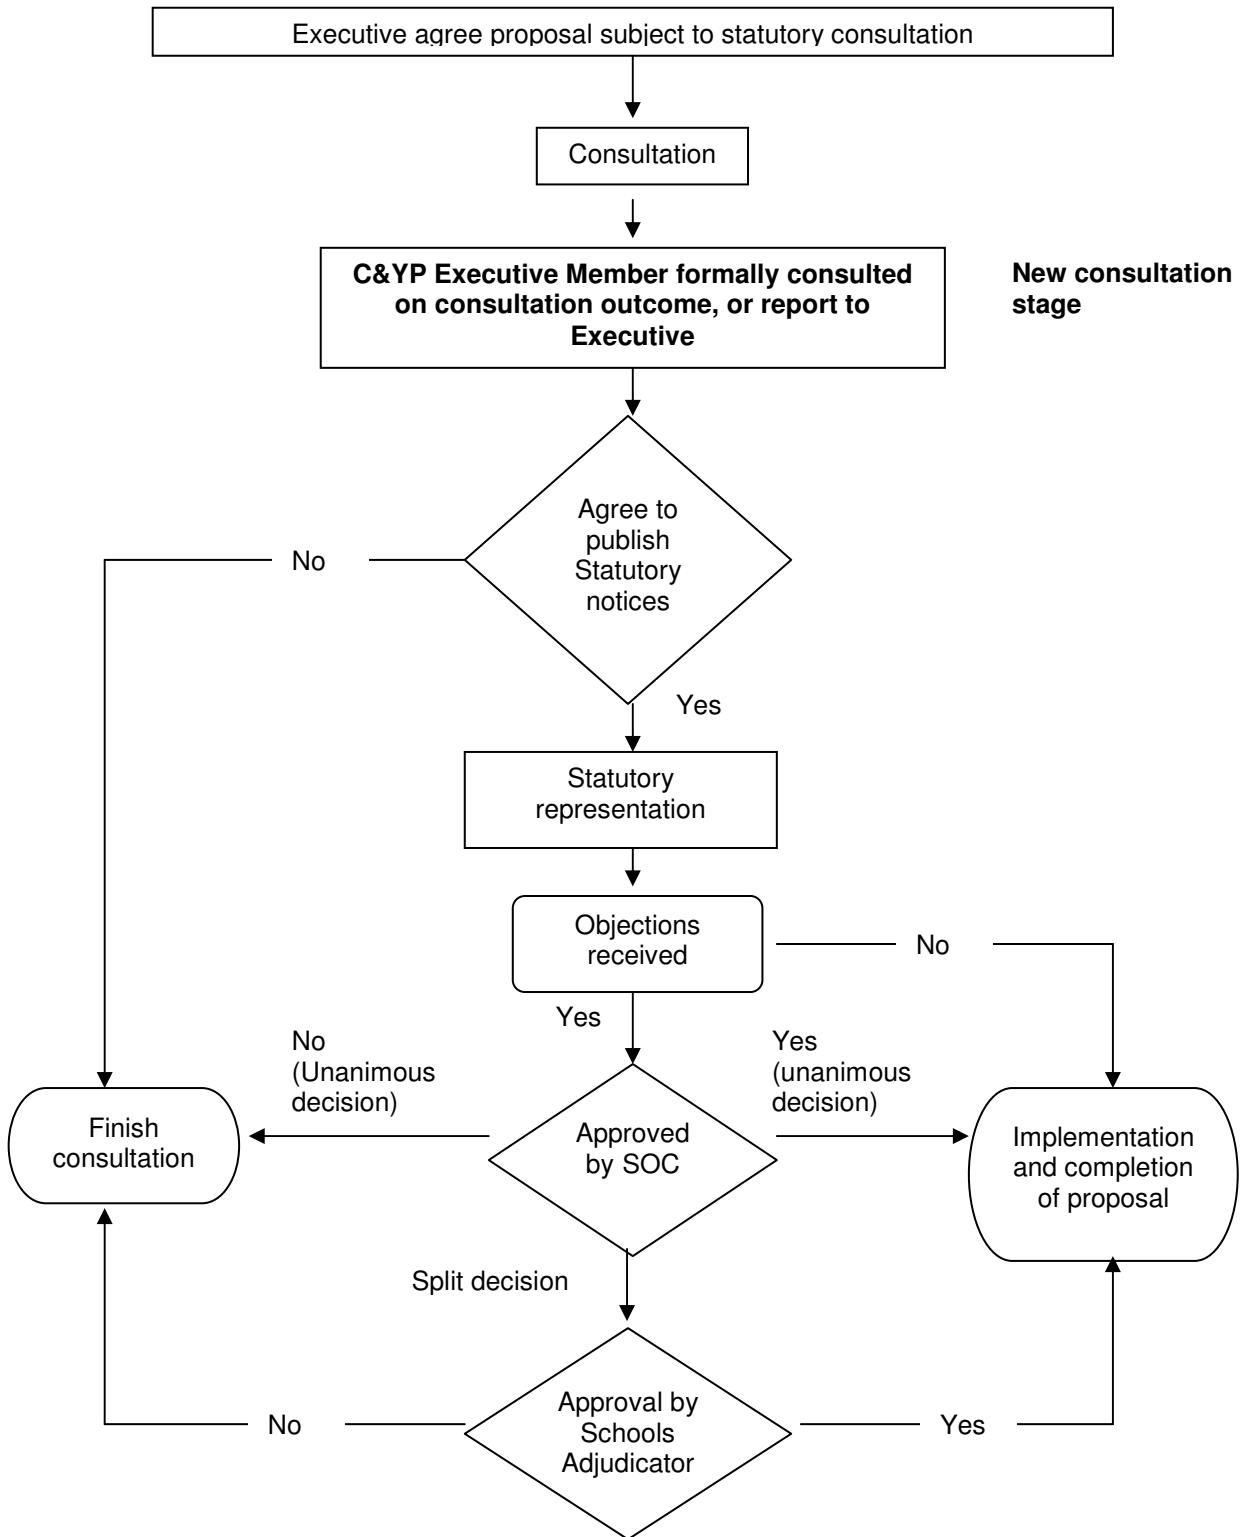 Executive agree proposal subject to statutory consultation
Consultation
C&YP Executive Member formally consulted
on consultation outcome, or report to
Executive
New consultation
stage
Agree to
publish
Statutory
notices
No
Yes
Statutory
representation
Objections
received
No
Yes
No
(Unanimous
decision)
Yes
(unanimous
decision)
Finish
consultation
Approved
by SOC
Implementation
and completion
of proposal
Split decision
Approval by
Schools
Adjudicator
No
Yes